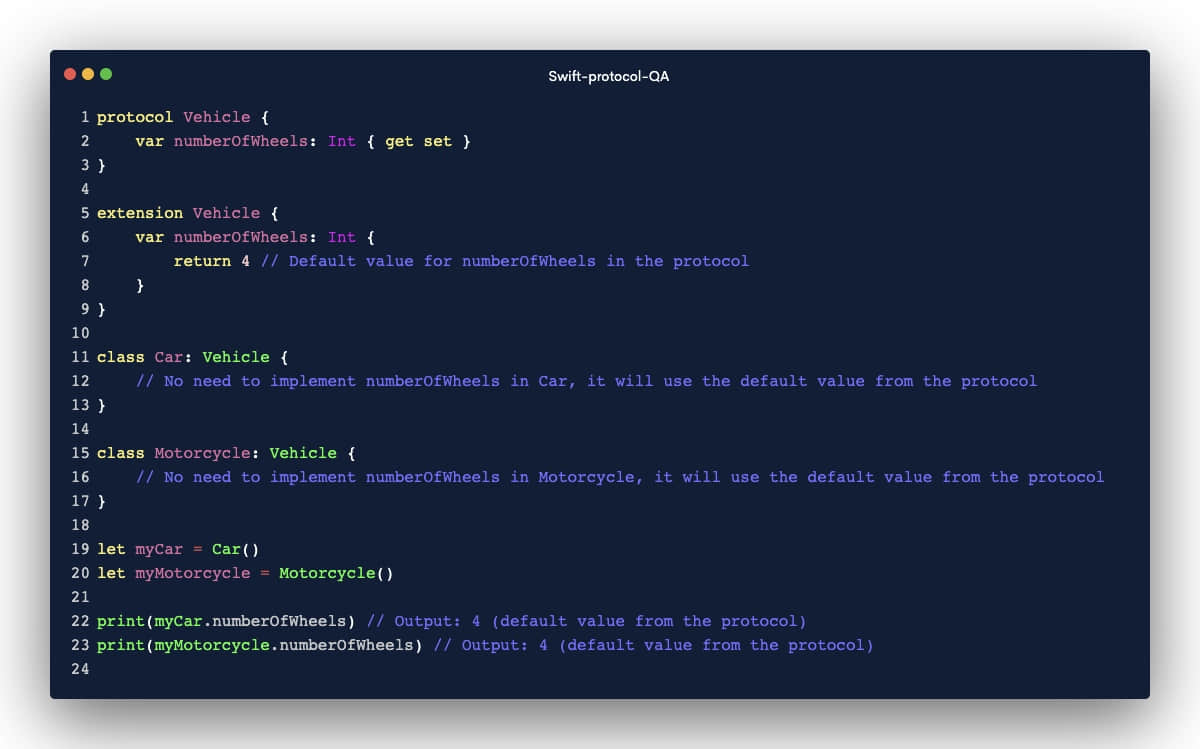 Swift-protocol-QA
1 protocol Vehicle {
2     var numberOfWheels: Int { get set }
3 }
4
5 extension Vehicle {
6     var numberOfWheels: Int {
7         return 4 // Default value for numberOfWheels in the protocol
8     }
9 }
10
11 class Car: Vehicle {
12     // No need to implement numberOfWheels in Car, it will use the default value from the protocol
13 }
14
15 class Motorcycle: Vehicle {
16     // No need to implement numberOfWheels in Motorcycle, it will use the default value from the protocol
17 }
18
19 let myCar = Car()
20 let myMotorcycle = Motorcycle()
21
22 print(myCar.numberOfWheels) // Output: 4 (default value from the protocol)
23 print(myMotorcycle.numberOfWheels) // Output: 4 (default value from the protocol)
24